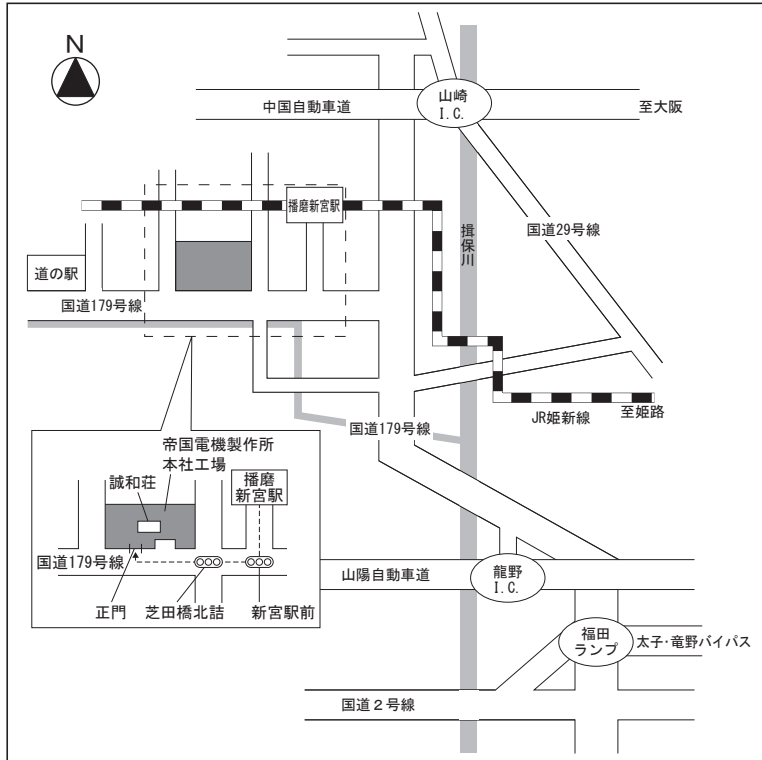 N
山崎
I.C.
中国自動車道
至大阪
播磨新宮駅
揖保川
国道29号線
道の駅
国道179号線
国道179号線
JR姫新線
至姫路
帝国電機製作所
本社工場
誠和荘
播磨
新宮駅
国道179号線
正門
芝田橋北詰
新宮駅前
山陽自動車道
龍野
I.C.
福田
ランプ
太子・竜野バイパス
国道2号線